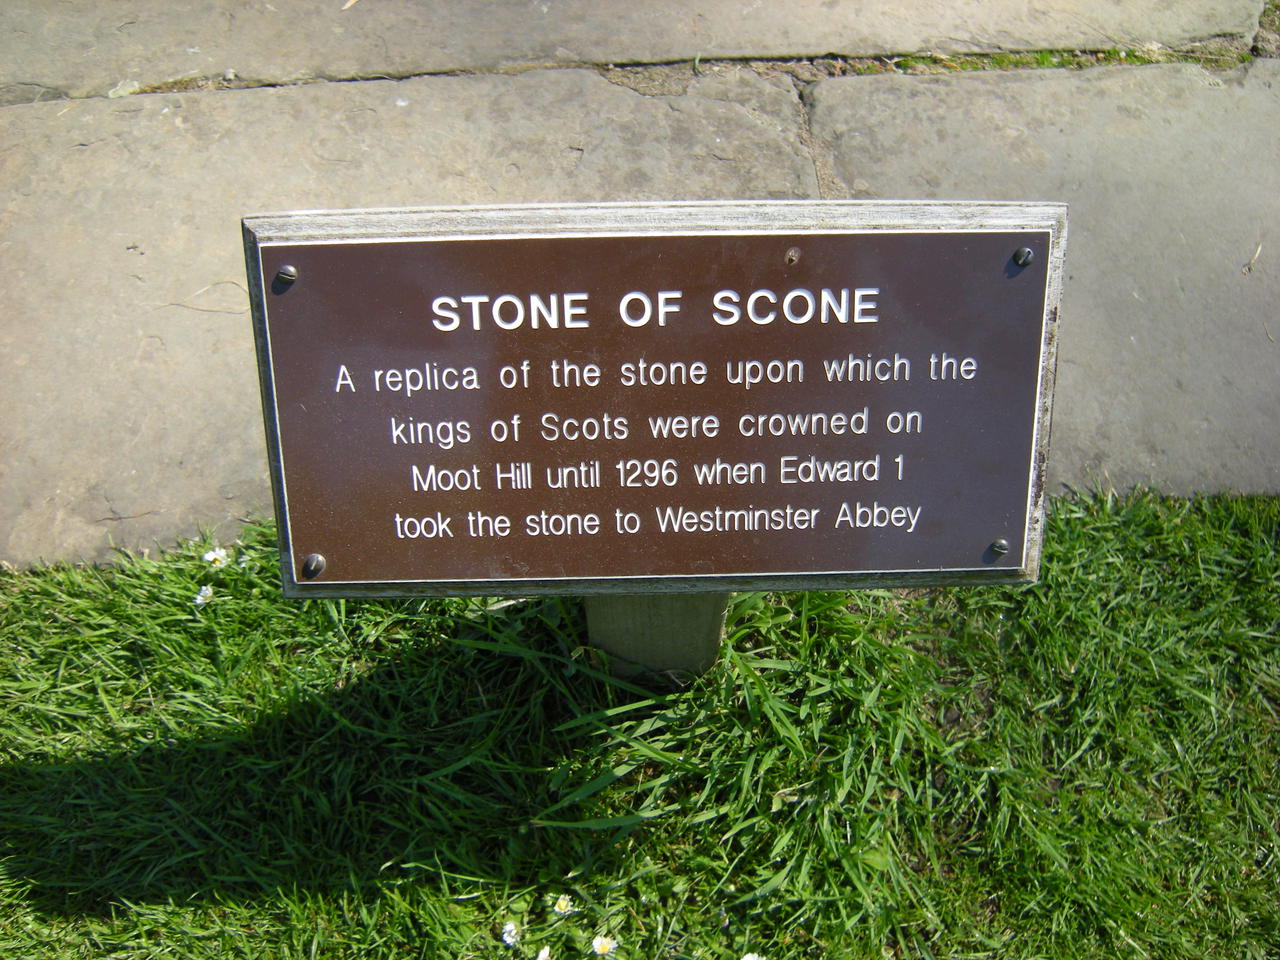 STONE OF SCONE
A replica of the stone upon which the
kings of Scots were crowned on
Moot Hill until 1296 when Edward 1
took the stone to Westminster Abbey